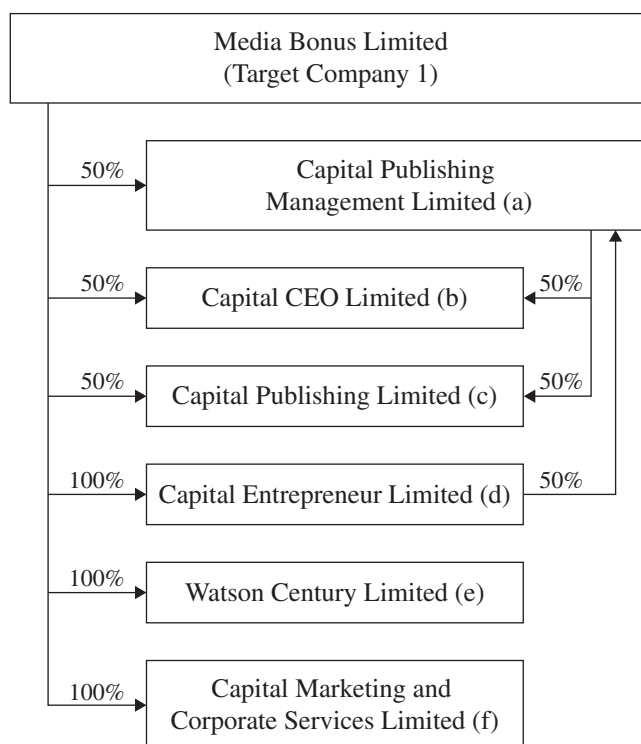 Media Bonus Limited
(Target Company 1)
50%
Capital Publishing
Management Limited (a)
50%
Capital CEO Limited (b)
50%
50%
Capital Publishing Limited (c)
50%
100%
Capital Entrepreneur Limited (d)
50%
100%
Watson Century Limited (e)
100%
Capital Marketing and
Corporate Services Limited (f)